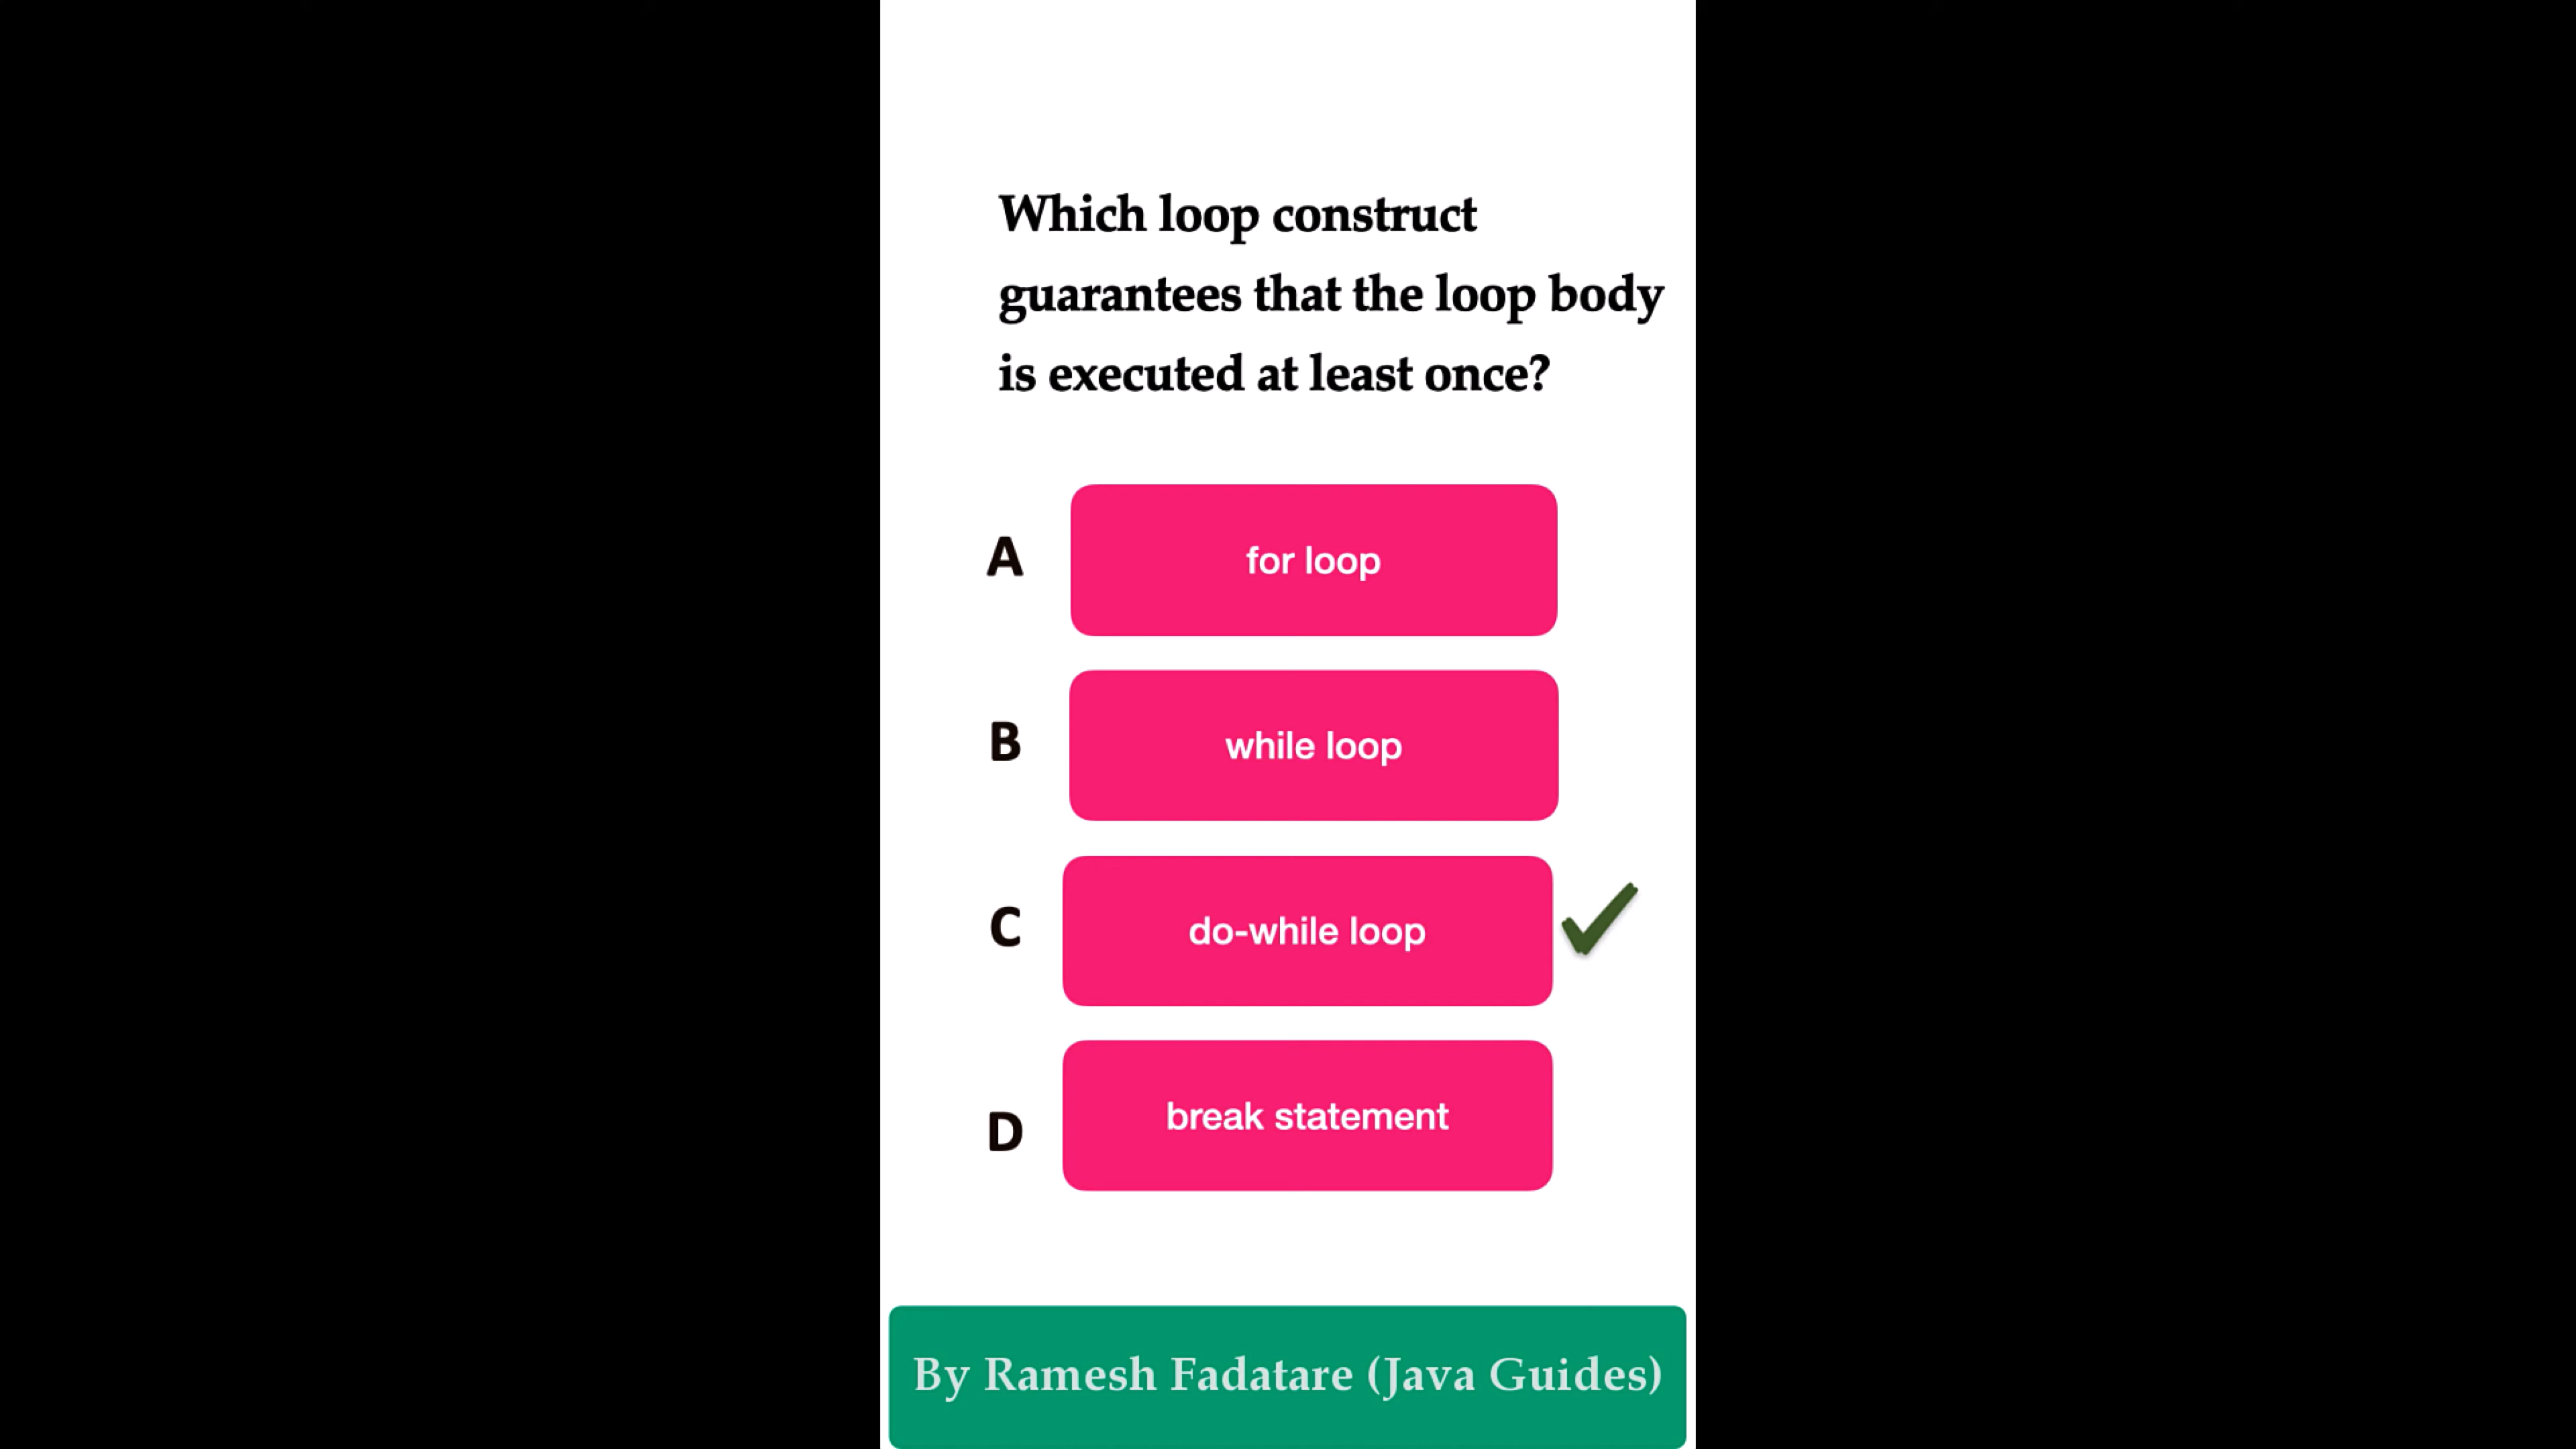 Which loop construct
guarantees that the loop body
is executed at least once?
A for loop
B while loop
C do-while loop
D break statement
By Ramesh Fadatare (Java Guides)